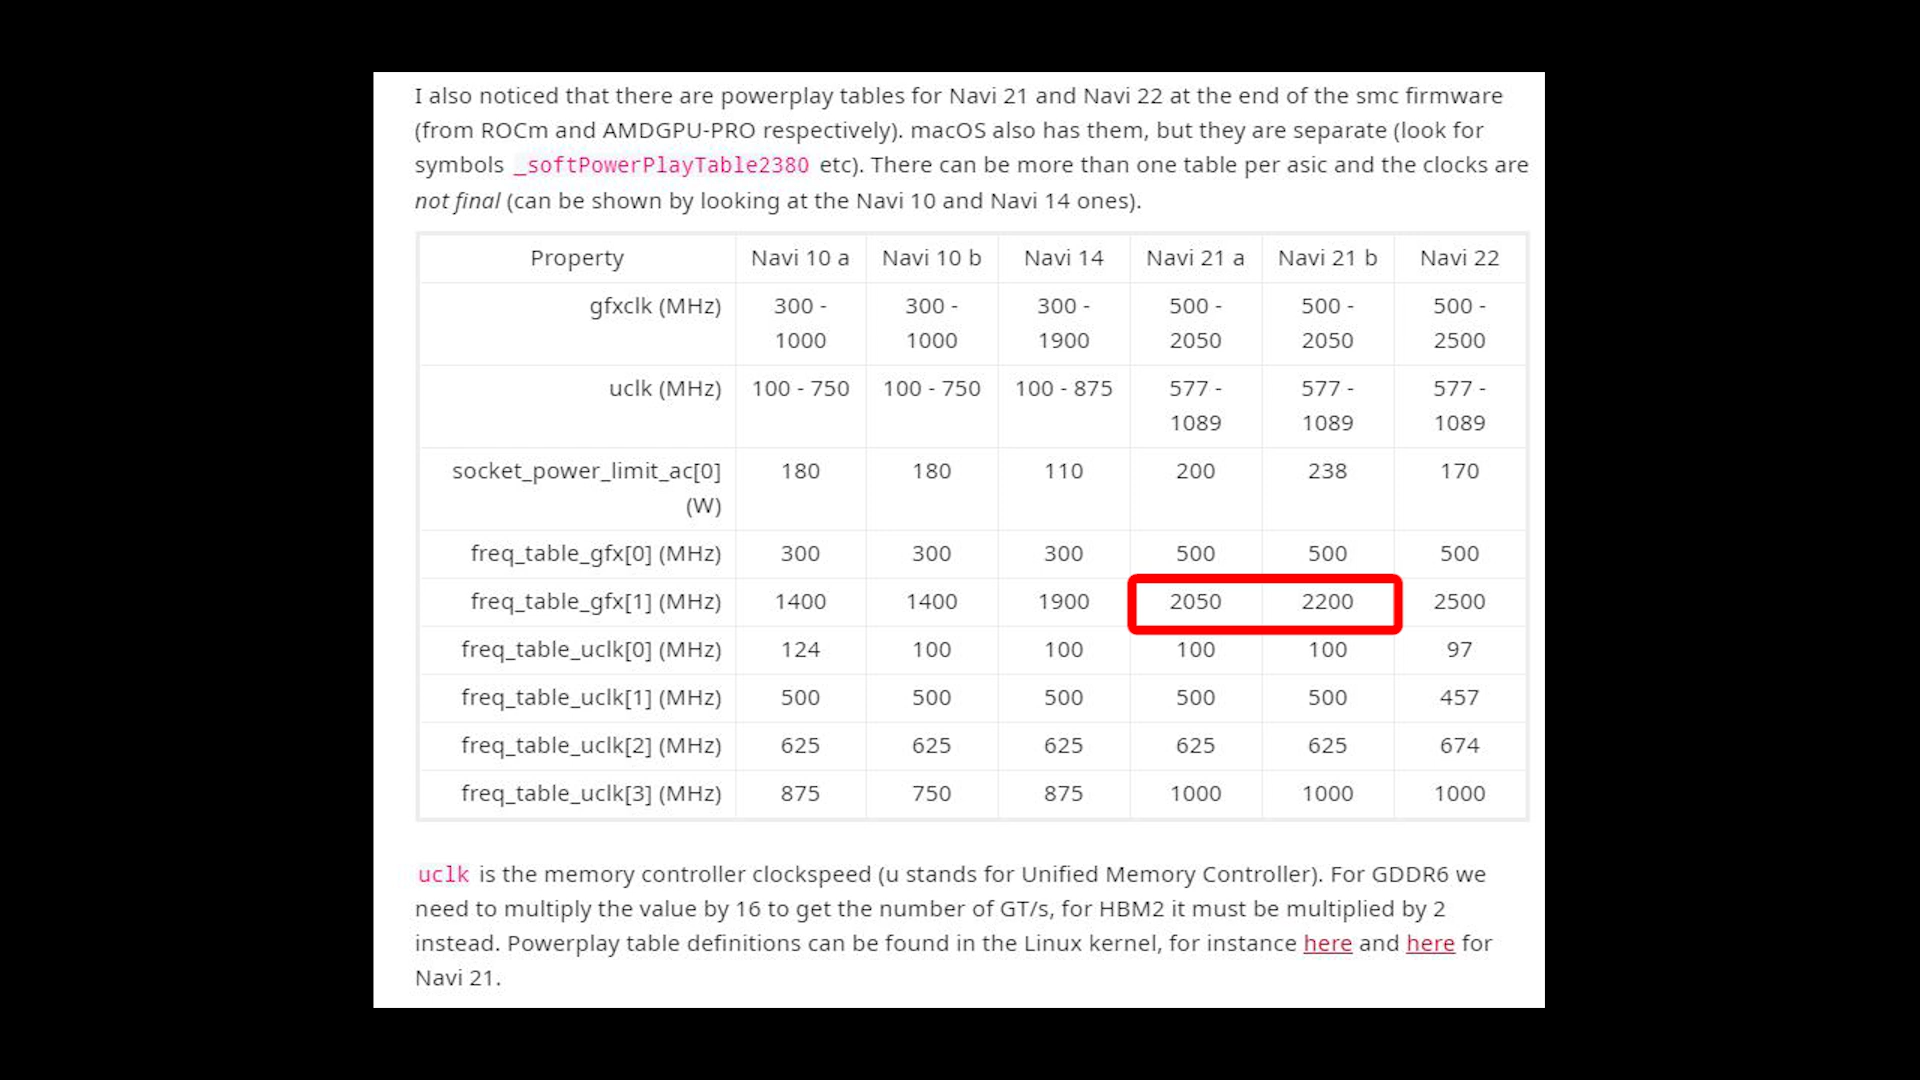 I also noticed that there are powerplay tables for Navi 21 and Navi 22 at the end of the smc firmware
(from ROCm and AMDGPU-PRO respectively). macOS also has them, but they are separate (look for
symbols _softPowerPlayTable2380 etc). There can be more than one table per asic and the clocks are
not final (can be shown by looking at the Navi 10 and Navi 14 ones).
Property Navi 10 a Navi 10 b Navi 14 Navi 21 a Navi 21 b Navi 22
gfxclk (MHz) 300 - 300 - 300 - 500 - 500 - 500 -
1000 1000 1900 2050 2050 2500
uclk (MHz) 100 - 750 100 - 750 100 - 875 577 - 577 - 577 -
1089 1089 1089
socket_power_limit_ac[0] 180 180 110 200 238 170
(W)
freq_table_gfx[0] (MHz) 300 300 300 500 500 500
freq_table_gfx[1] (MHz) 1400 1400 1900 2050 2200 2500
freq_table_uclk[0] (MHz) 124 100 100 100 100 97
freq_table_uclk[1] (MHz) 500 500 500 500 500 457
freq_table_uclk[2] (MHz) 625 625 625 625 625 674
freq_table_uclk[3] (MHz) 875 750 875 1000 1000 1000
uclk is the memory controller clockspeed (u stands for Unified Memory Controller). For GDDR6 we
need to multiply the value by 16 to get the number of GT/s, for HBM2 it must be multiplied by 2
instead. Powerplay table definitions can be found in the Linux kernel, for instance here and here for
Navi 21.